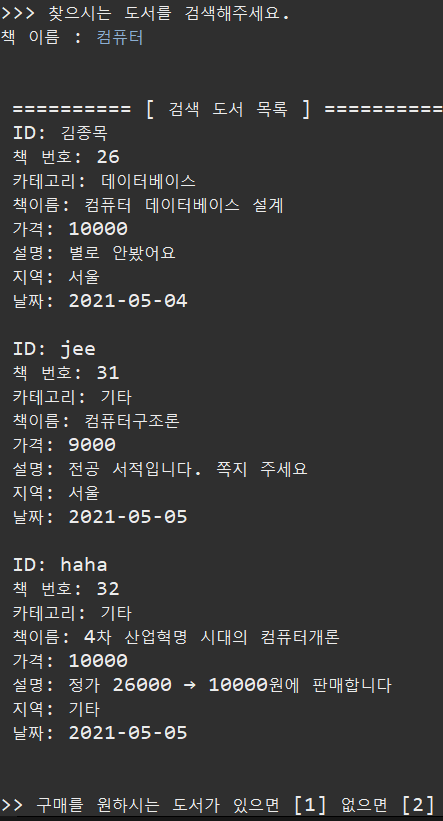 >>> 찾으시는 도서를 검색해주세요.
책 이름 : 컴퓨터
========== [ 검색 도서 목록 ] ==========
ID: 김종목
책 번호: 26
카테고리: 데이터베이스
책이름: 컴퓨터 데이터베이스 설계
가격: 10000
설명: 별로 안봤어요
지역: 서울
날짜: 2021-05-04
ID: jee
책 번호: 31
카테고리: 기타
책이름: 컴퓨터구조론
가격: 9000
설명: 전공 서적입니다. 쪽지 주세요
지역: 서울
날짜: 2021-05-05
ID: haha
책 번호: 32
카테고리: 기타
책이름: 4차 산업혁명 시대의 컴퓨터개론
가격: 10000
설명: 정가 26000 → 10000원에 판매합니다
지역: 기타
날짜: 2021-05-05
>> 구매를 원하시는 도서가 있으면 [1] 없으면 [2]